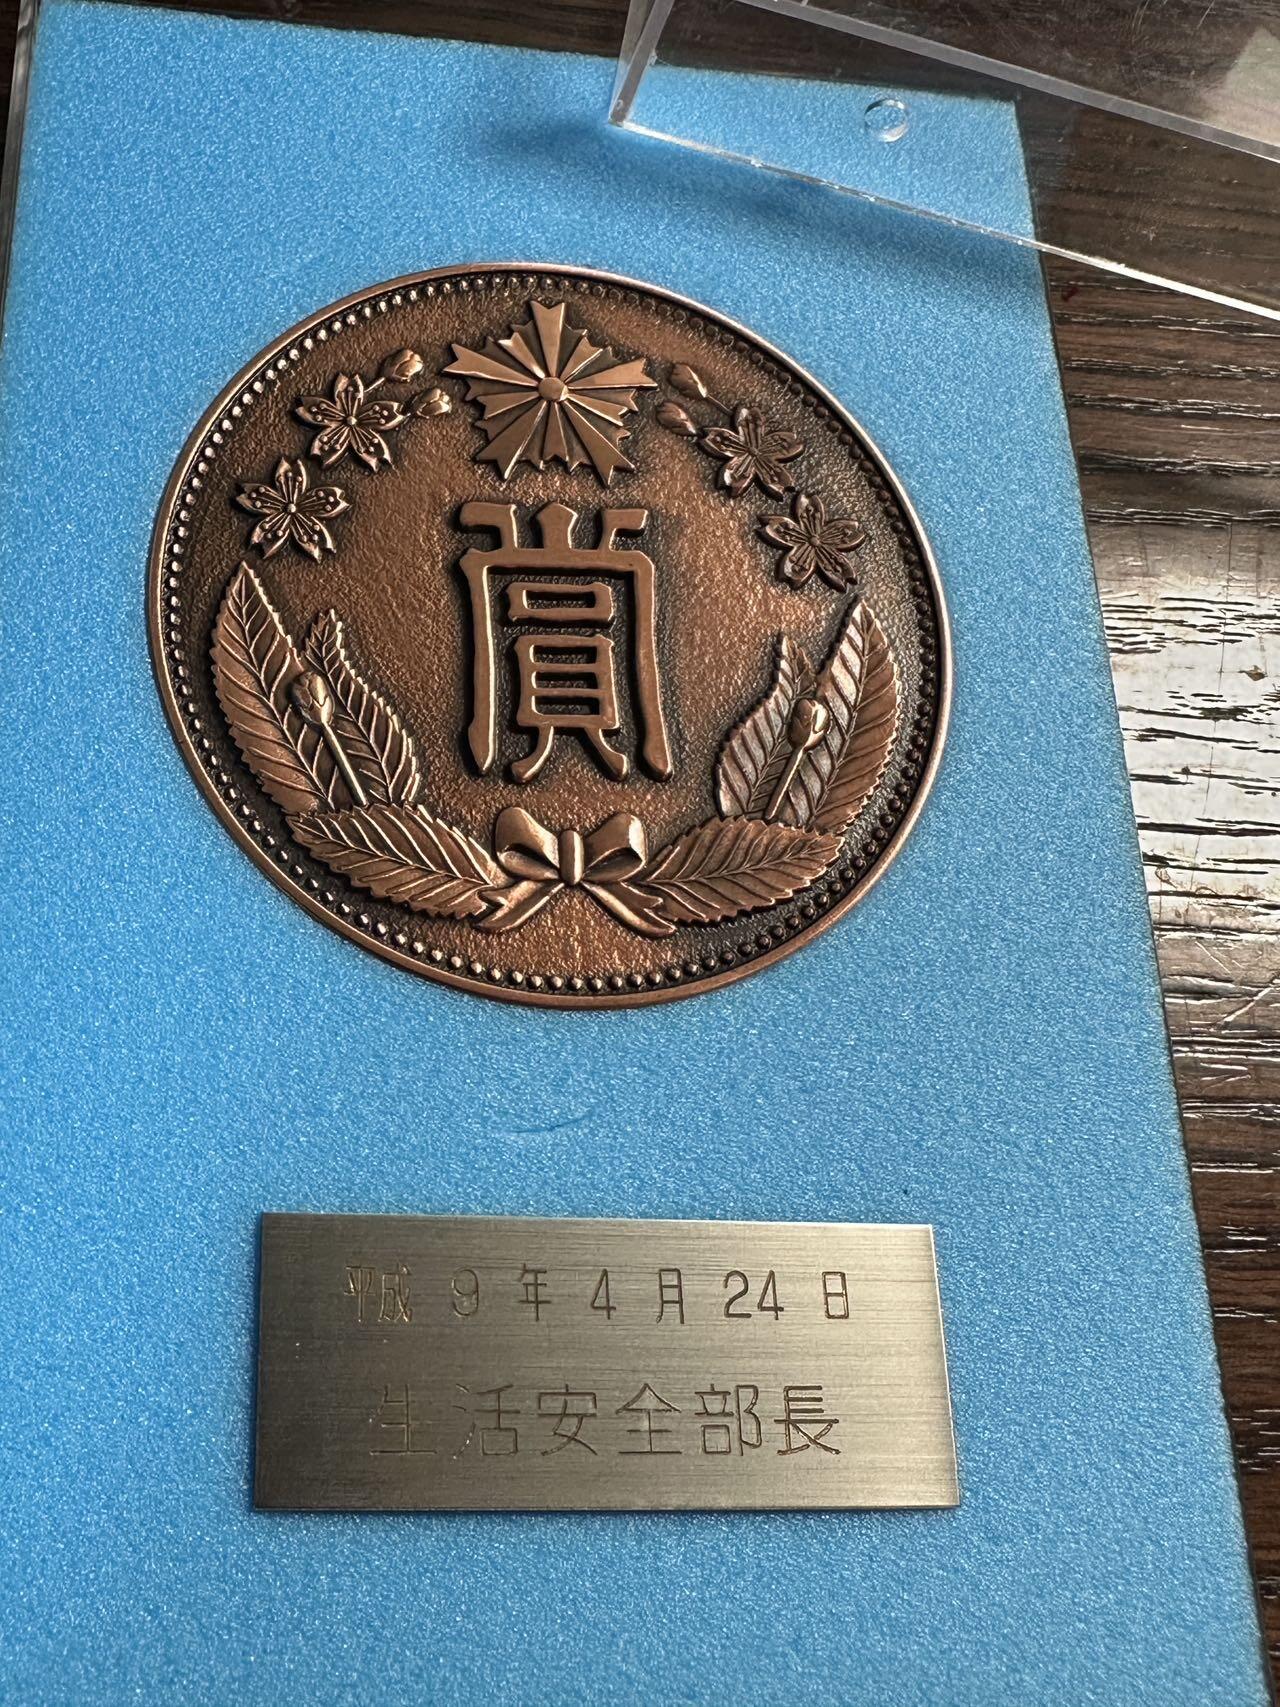 賞
平成 9 年 4 月 24 日
生活安全部長